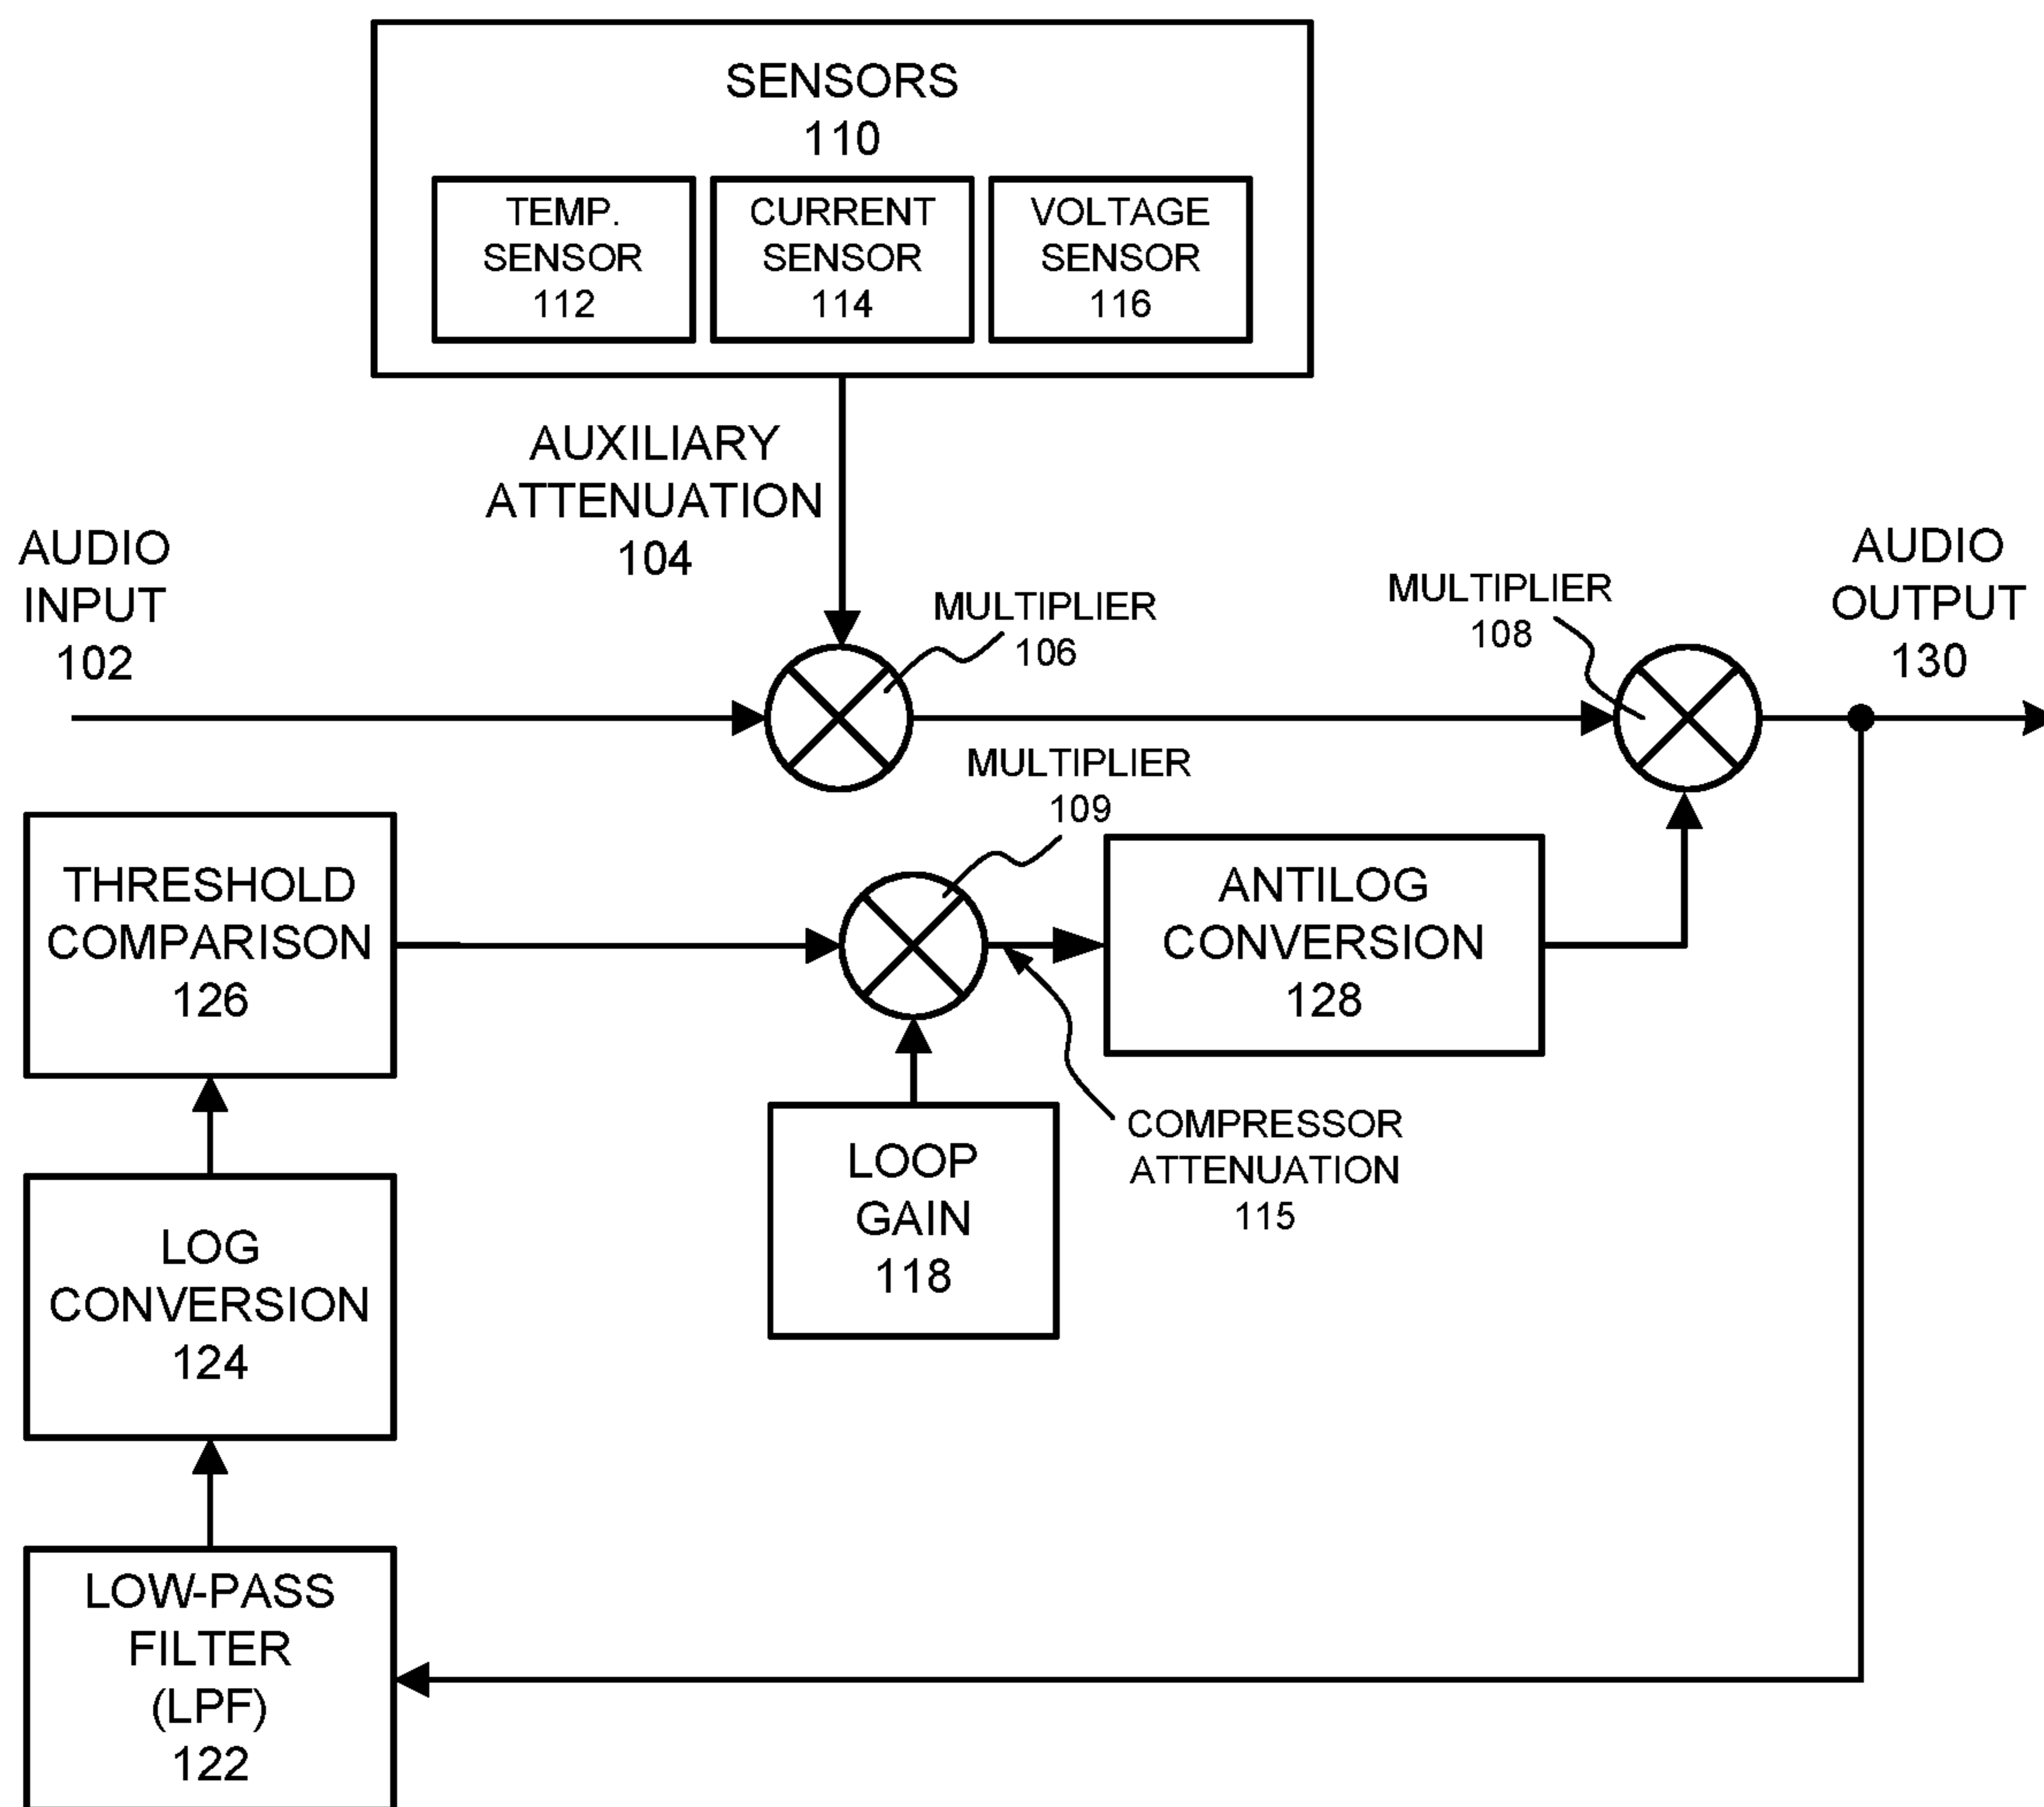 SENSORS
110
TEMP.
SENSOR
112
CURRENT
SENSOR
114
VOLTAGE
SENSOR
116
AUXILIARY
ATTENUATION
104
AUDIO
INPUT
102
MULTIPLIER
106
MULTIPLIER
108
AUDIO
OUTPUT
130
MULTIPLIER
109
THRESHOLD
COMPARISON
126
ANTILOG
CONVERSION
128
LOOP
GAIN
118
COMPRESSOR
ATTENUATION
115
LOG
CONVERSION
124
LOW-PASS
FILTER
(LPF)
122